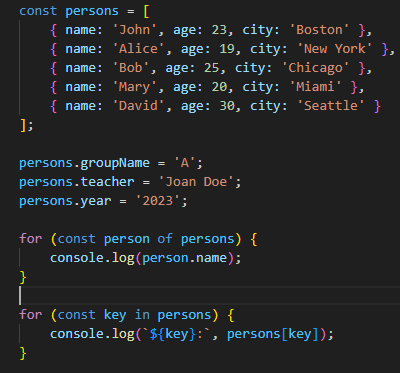 const persons = [
    { name: 'John', age: 23, city: 'Boston' },
    { name: 'Alice', age: 19, city: 'New York' },
    { name: 'Bob', age: 25, city: 'Chicago' },
    { name: 'Mary', age: 20, city: 'Miami' },
    { name: 'David', age: 30, city: 'Seattle' }
];

persons.groupName = 'A';
persons.teacher = 'Joan Doe';
persons.year = '2023';

for (const person of persons) {
    console.log(person.name);
}

for (const key in persons) {
    console.log(`${key}:`, persons[key]);
}